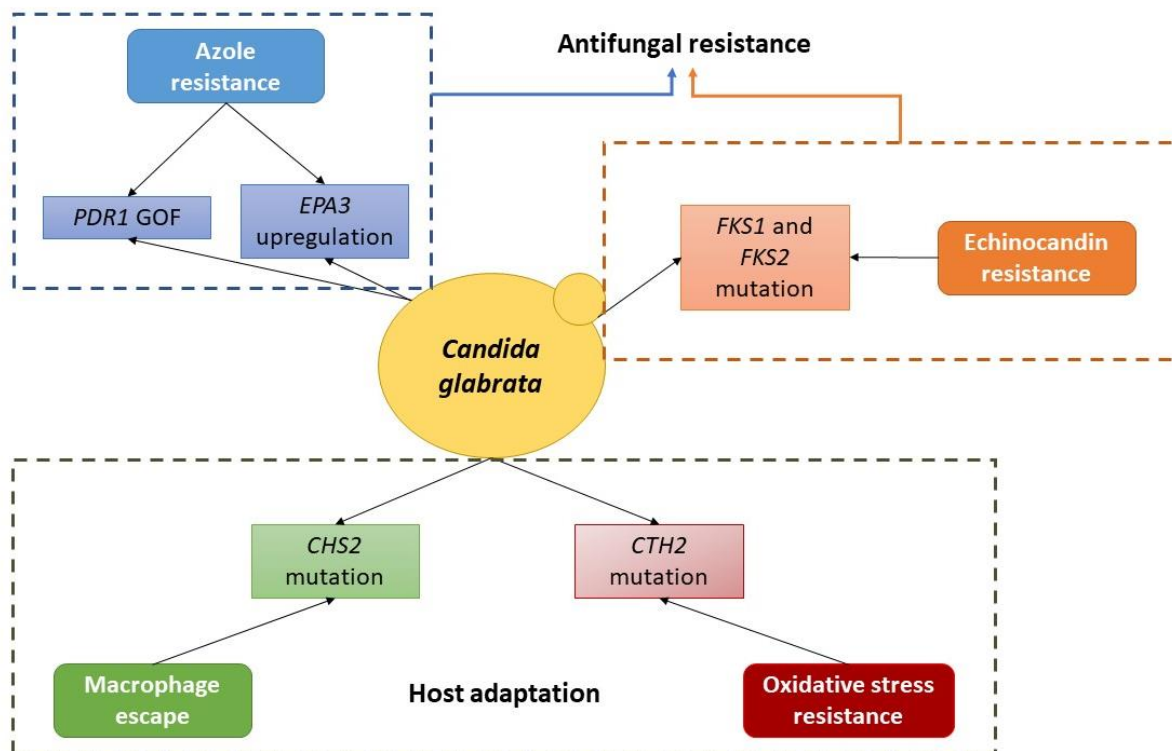 Azole
resistance
Antifungal resistance
PDR1 GOF
EPA3
upregulation
FKS1 and
FKS2
mutation
Echinocandin
resistance
Candida
glabrata
CHS2
mutation
CTH2
mutation
Macrophage
escape
Host adaptation
Oxidative stress
resistance